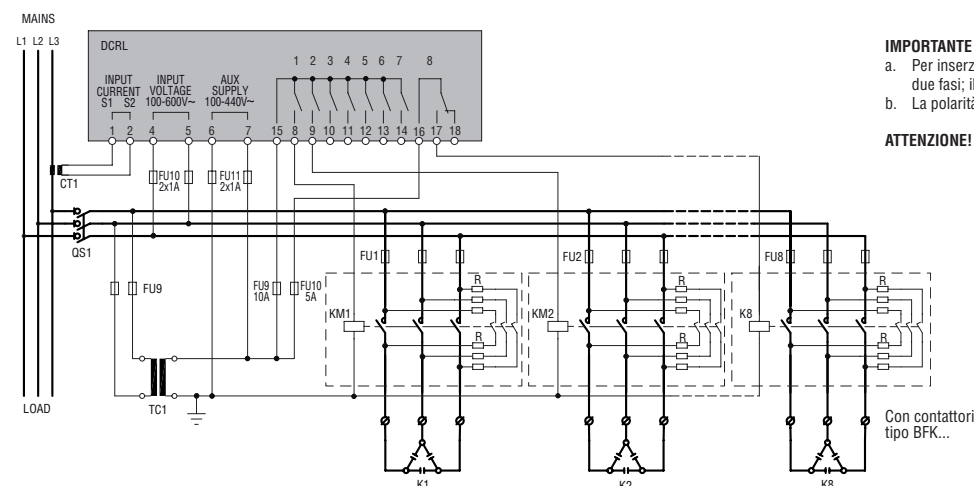 MAINS
L1 L2 L3
DCRL
INPUT CURRENT
S1 S2
INPUT VOLTAGE
100-600V~
AUX SUPPLY
100-440V~
1 2 3 4 5 6 7 8
1 2 4 5 6 7 15 8 9 10 11 12 13 14 16 17 18
CT1
FU10
2x1A
FU11
2x1A
QS1
FU9
FU9
10A
FU10
5A
FU1
FU2
FU8
R
R
R
KM1
KM2
K8
R
R
R
LOAD
TC1
K1
K2
K8
IMPORTANTE
a. Per inserz
due fasi; il
b. La polarità
ATTENZIONE!
Con contattori
tipo BFK...